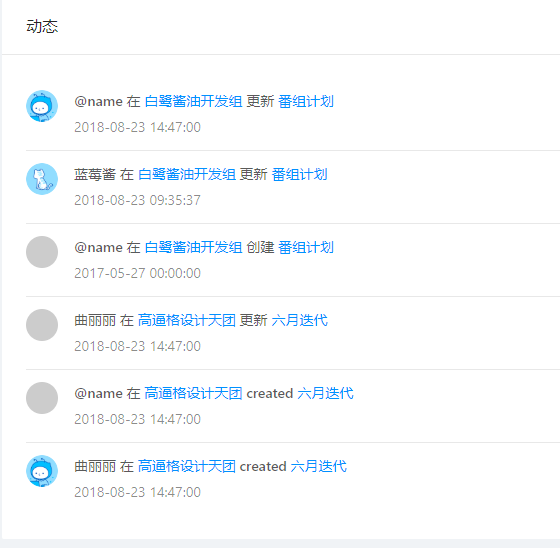 动态
@name 在 白鹭酱油开发组 更新 番组计划
2018-08-23 14:47:00
蓝莓酱 在 白鹭酱油开发组 更新 番组计划
2018-08-23 09:35:37
@name 在 白鹭酱油开发组 创建 番组计划
2017-05-27 00:00:00
曲丽丽 在 高逼格设计天团 更新 六月迭代
2018-08-23 14:47:00
@name 在 高逼格设计天团 created 六月迭代
2018-08-23 14:47:00
曲丽丽 在 高逼格设计天团 created 六月迭代
2018-08-23 14:47:00